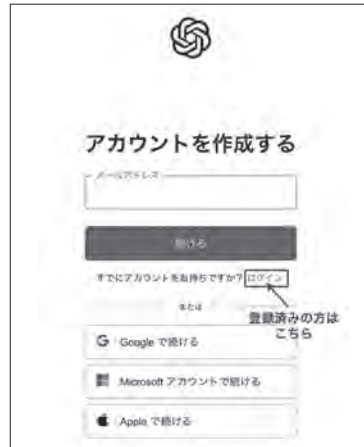 アカウントを作成する
メールアドレス
続ける
すでにアカウントをお持ちですか? ログイン
または
登録済みの方は
こちら
G Google で続ける
Microsoft アカウントで続ける
Apple で続ける